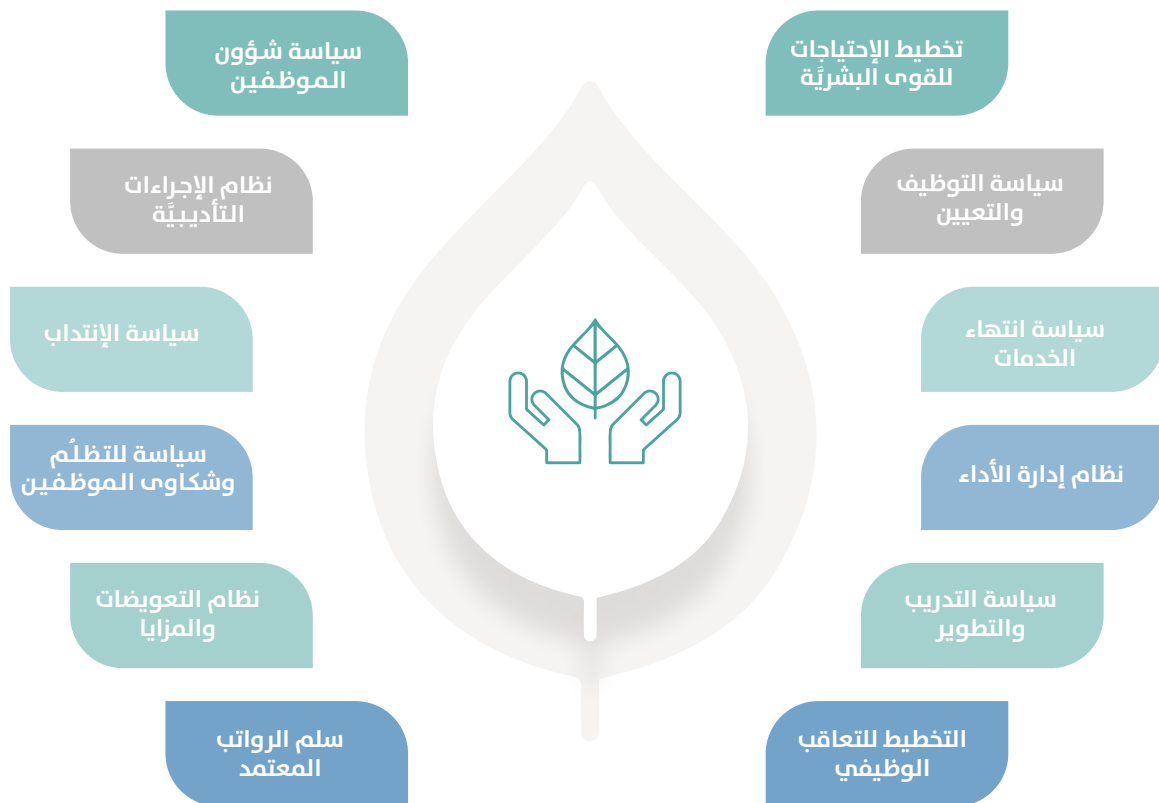 تخطيط الإحتياجات
للقوى البشريَّة
سياسة التوظيف
والتعيين
سياسة انتهاء
الخدمات
نظام إدارة الأداء
سياسة التدريب
والتطوير
التخطيط للتعاقب
الوظيفي
سياسة شؤون
الموظفين
نظام الإجراءات
التأديبيَّة
سياسة الإنتداب
سياسة للتظلُم
وشكاوى الموظفين
نظام التعويضات
والمزايا
سلم الرواتب
المعتمد